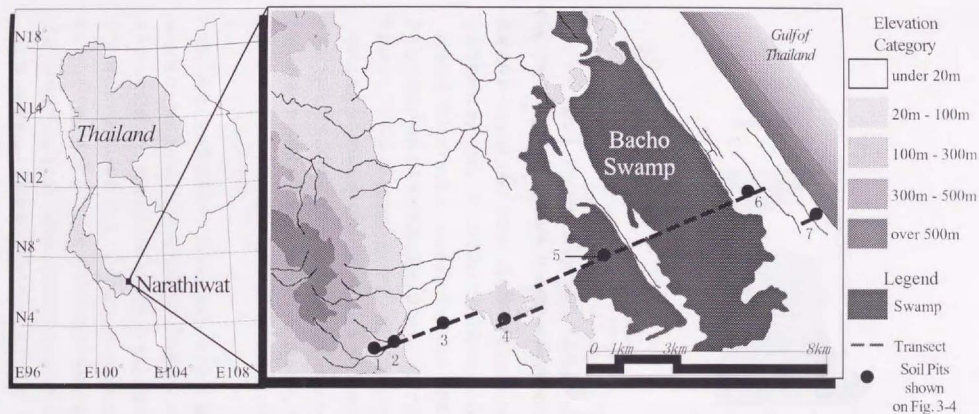 N18°
N14°
N12°
N8°
N4°
E96°
E100°
E104°
E108°
Thailand
Narathiwat
Gulf of
Thailand
Bacho
Swamp
1
2
3
4
5
6
7
0 1km 3km 8km
Elevation
Category
under 20m
20m - 100m
100m - 300m
300m - 500m
over 500m
Legend
Swamp
Transect
Soil Pits
shown
on Fig. 3-4